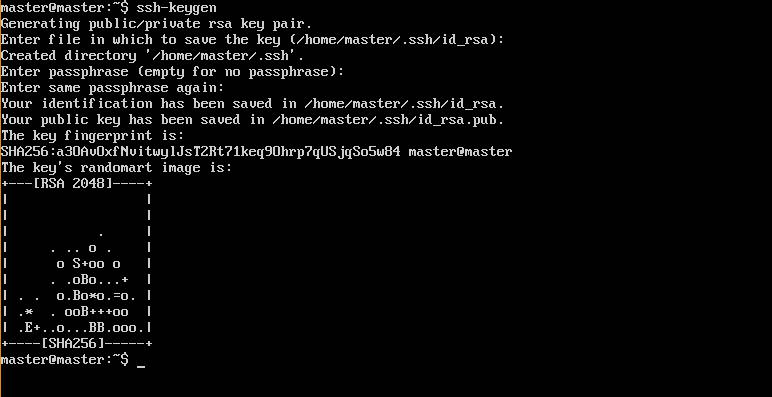 master@master:~$ ssh-keygen
Generating public/private rsa key pair.
Enter file in which to save the key (/home/master/.ssh/id_rsa):
Created directory '/home/master/.ssh'.
Enter passphrase (empty for no passphrase):
Enter same passphrase again:
Your identification has been saved in /home/master/.ssh/id_rsa.
Your public key has been saved in /home/master/.ssh/id_rsa.pub.
The key fingerprint is:
SHA256:a3OAvOxfNvitwylJsT2Rt71keq9Ohrp7qUSjqSo5w84 master@master
The key's randomart image is:
+---[RSA 2048]----+
|                 |
|                 |
|           .     |
|     . .. o .    |
|      o S+oo o   |
|     . .oBo...+  |
| . .  o.Bo*o.=o. |
| .*  . ooB+++oo  |
| .E+..o...BB.ooo.|
+----[SHA256]-----+
master@master:~$ _